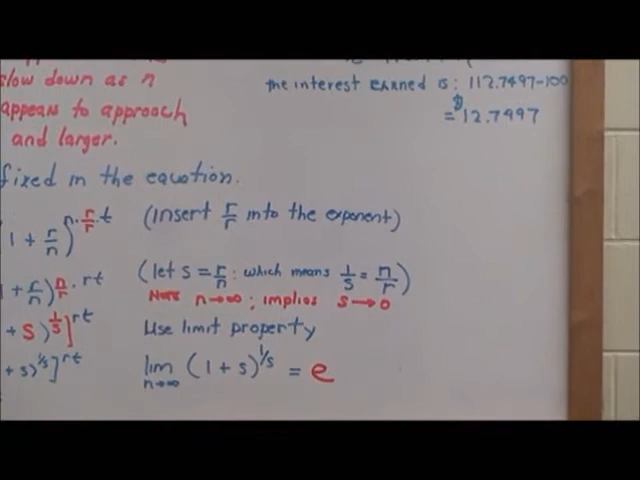 slow down as n
the interest earned is: 112.7497-100
appears to approach
= $12.7497
and larger.
fixed in the equation.
1 + r/n)^n·r/r·t (insert r/r into the exponent)
+ r/n)^n/r · rt (let s = r/n: which means 1/s = n/r)
Note n→∞; implies s→0
+ s)^1/s]^rt Use limit property
+ s)^1/s]^rt lim n→∞ (1 + s)^1/s = e